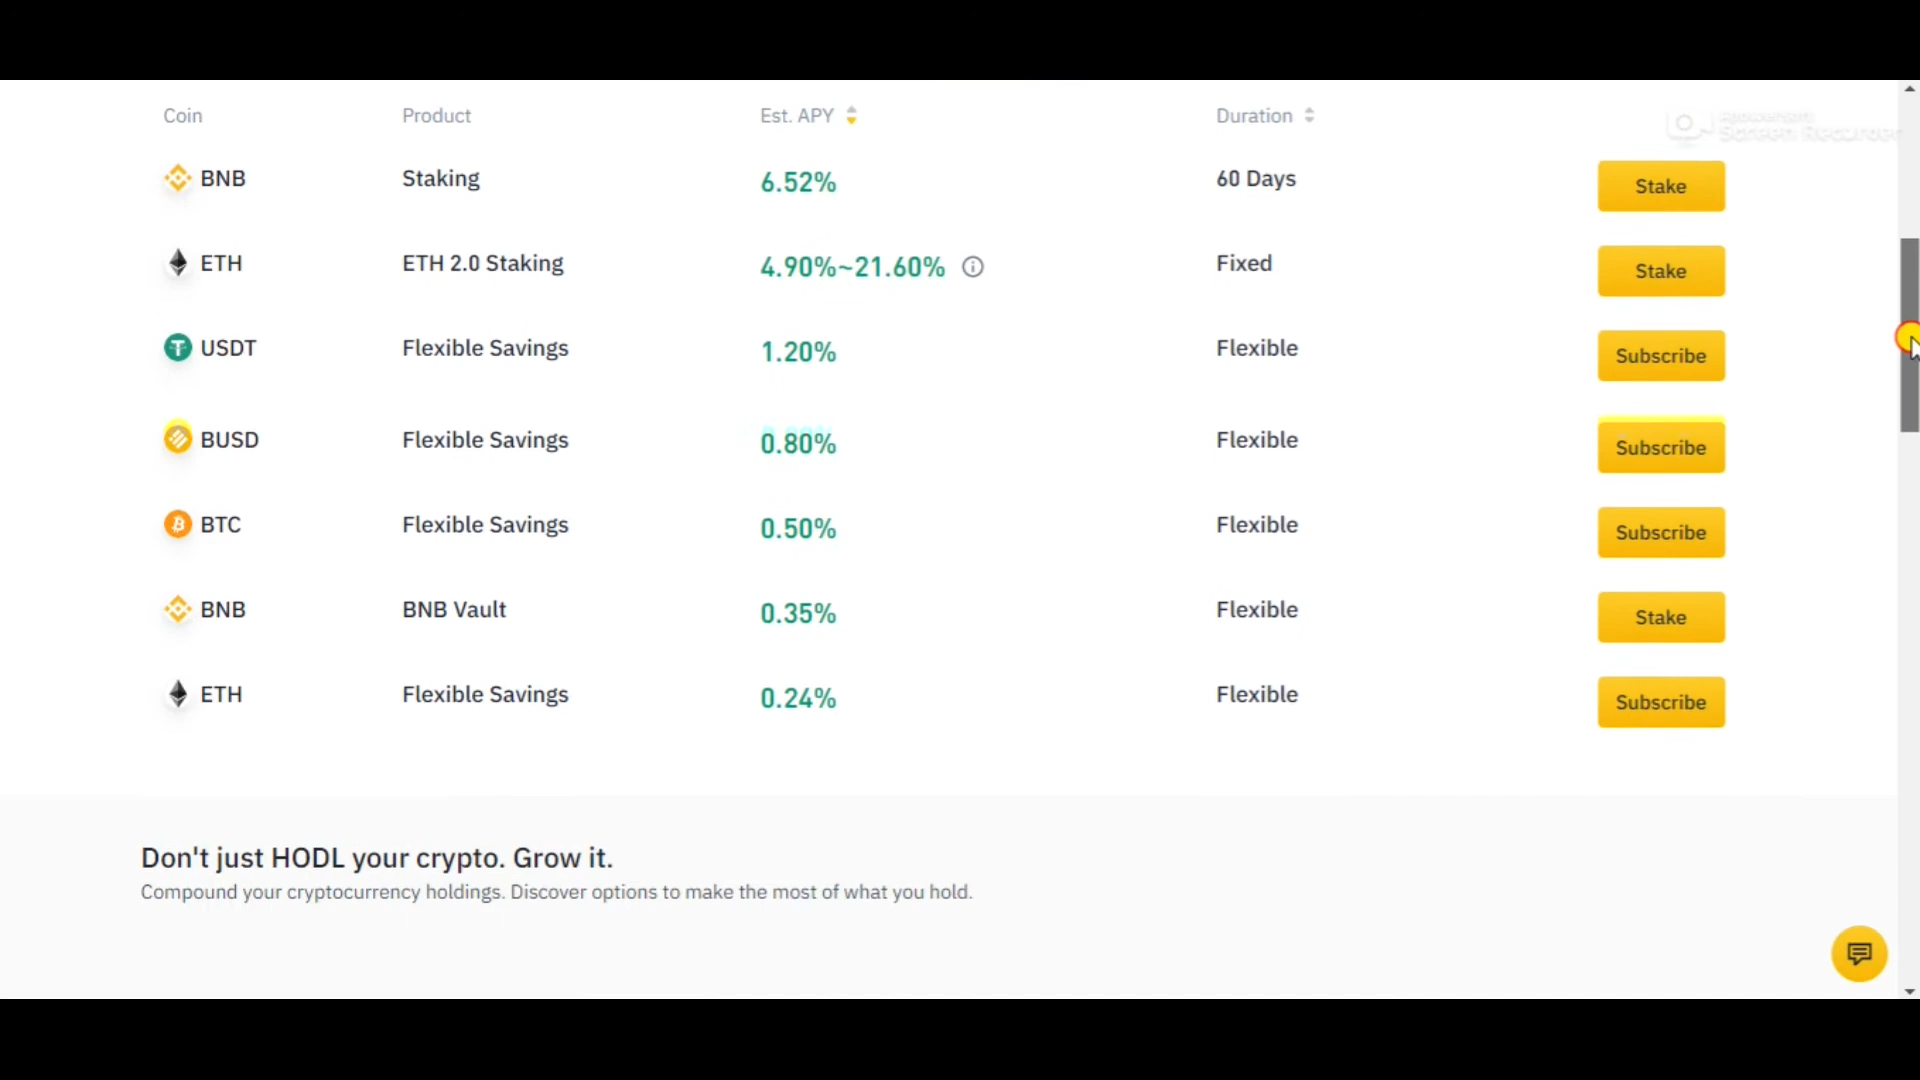 Coin Product Est. APY Duration
Apowersoft
Screen Recorder
BNB Staking 6.52% 60 Days Stake
ETH ETH 2.0 Staking 4.90%~21.60% Fixed Stake
USDT Flexible Savings 1.20% Flexible Subscribe
BUSD Flexible Savings 0.80% Flexible Subscribe
BTC Flexible Savings 0.50% Flexible Subscribe
BNB BNB Vault 0.35% Flexible Stake
ETH Flexible Savings 0.24% Flexible Subscribe
Don't just HODL your crypto. Grow it.
Compound your cryptocurrency holdings. Discover options to make the most of what you hold.